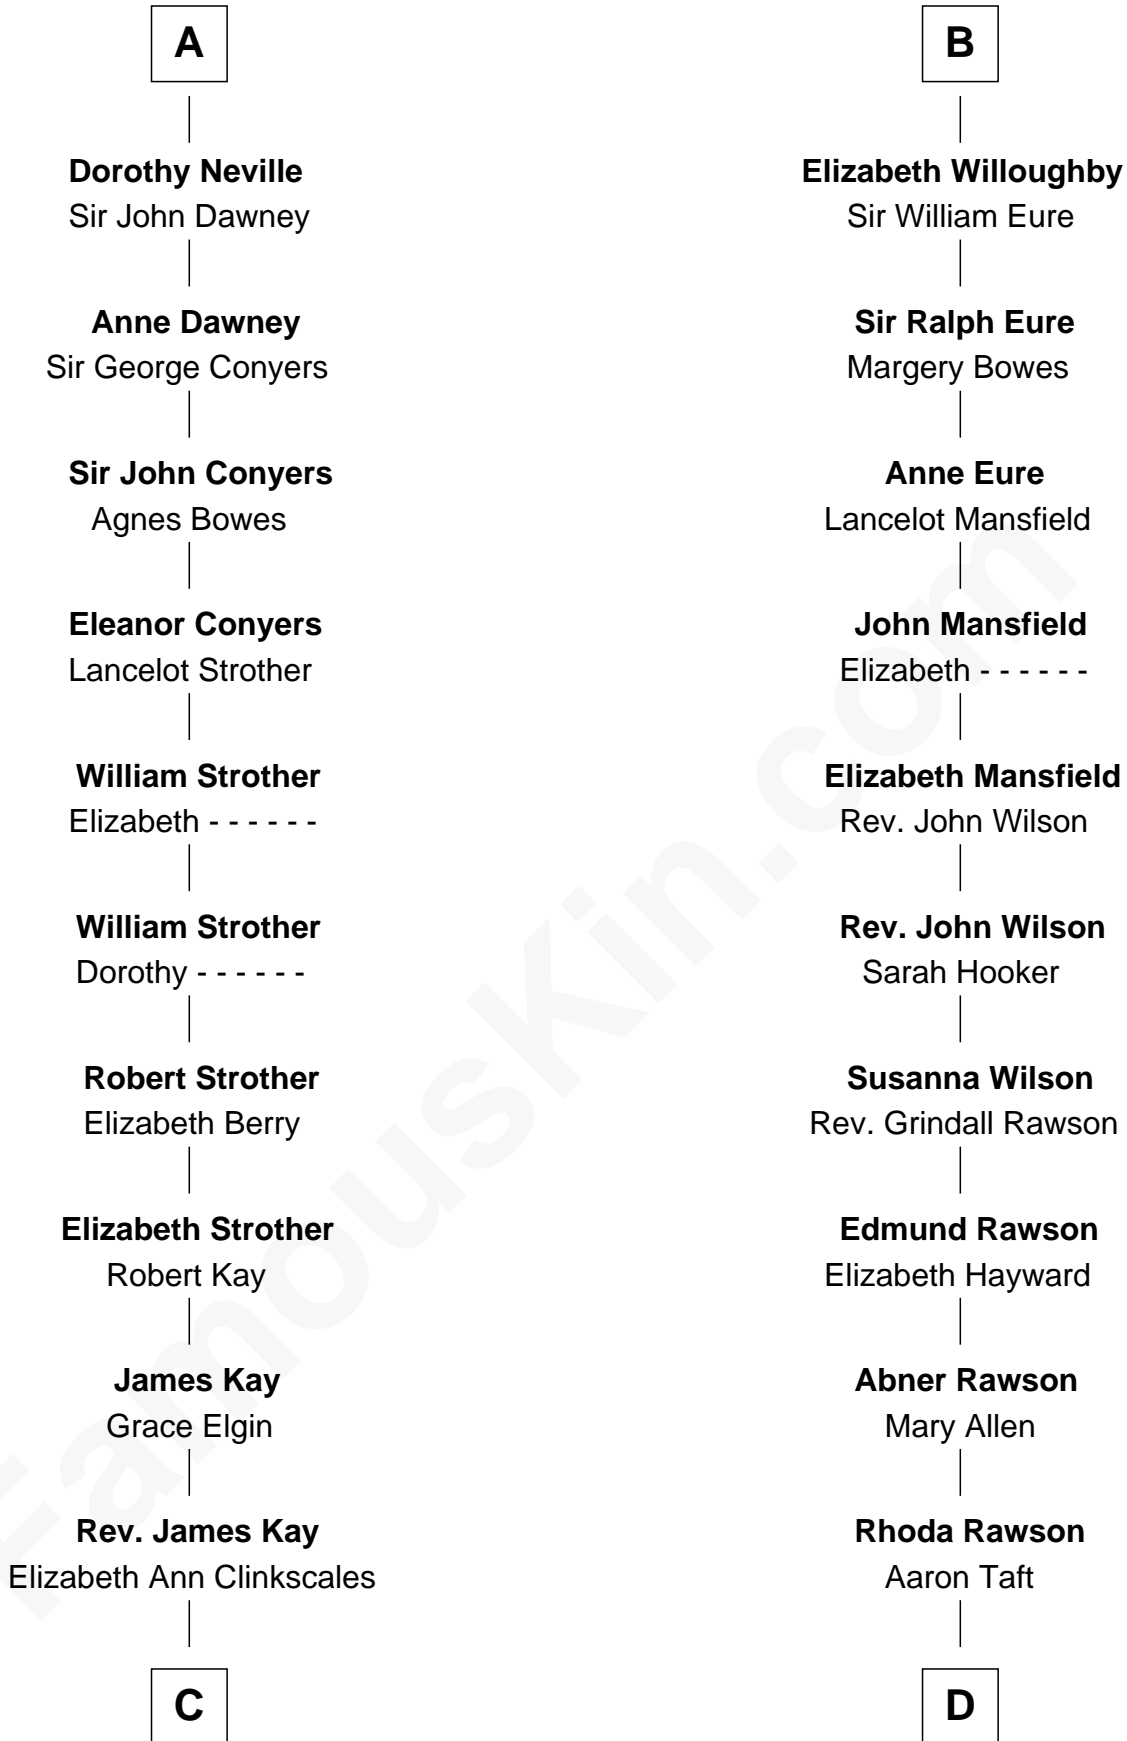 A
Dorothy Neville
Sir John Dawney
Anne Dawney
Sir George Conyers
Sir John Conyers
Agnes Bowes
Eleanor Conyers
Lancelot Strother
William Strother
Elizabeth - - - - - -
William Strother
Dorothy - - - - - -
Robert Strother
Elizabeth Berry
Elizabeth Strother
Robert Kay
James Kay
Grace Elgin
Rev. James Kay
Elizabeth Ann Clinkscales
C
B
Elizabeth Willoughby
Sir William Eure
Sir Ralph Eure
Margery Bowes
Anne Eure
Lancelot Mansfield
John Mansfield
Elizabeth - - - - - -
Elizabeth Mansfield
Rev. John Wilson
Rev. John Wilson
Sarah Hooker
Susanna Wilson
Rev. Grindall Rawson
Edmund Rawson
Elizabeth Hayward
Abner Rawson
Mary Allen
Rhoda Rawson
Aaron Taft
D
FamousKin.com